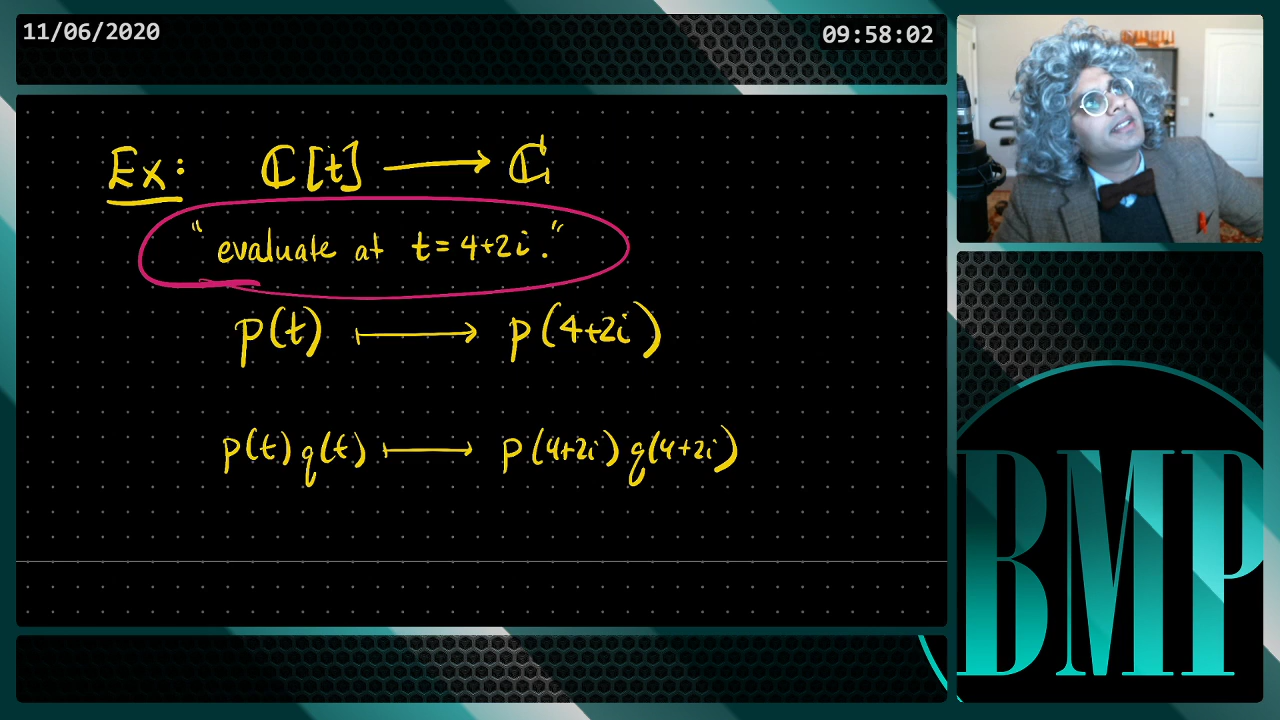 11/06/2020
09:58:02
Ex: ℂ[t] ⟶ ℂ
"evaluate at t=4+2i."
p(t) ⟼ p(4+2i)
p(t) q(t) ⟼ p(4+2i) q(4+2i)
BMP